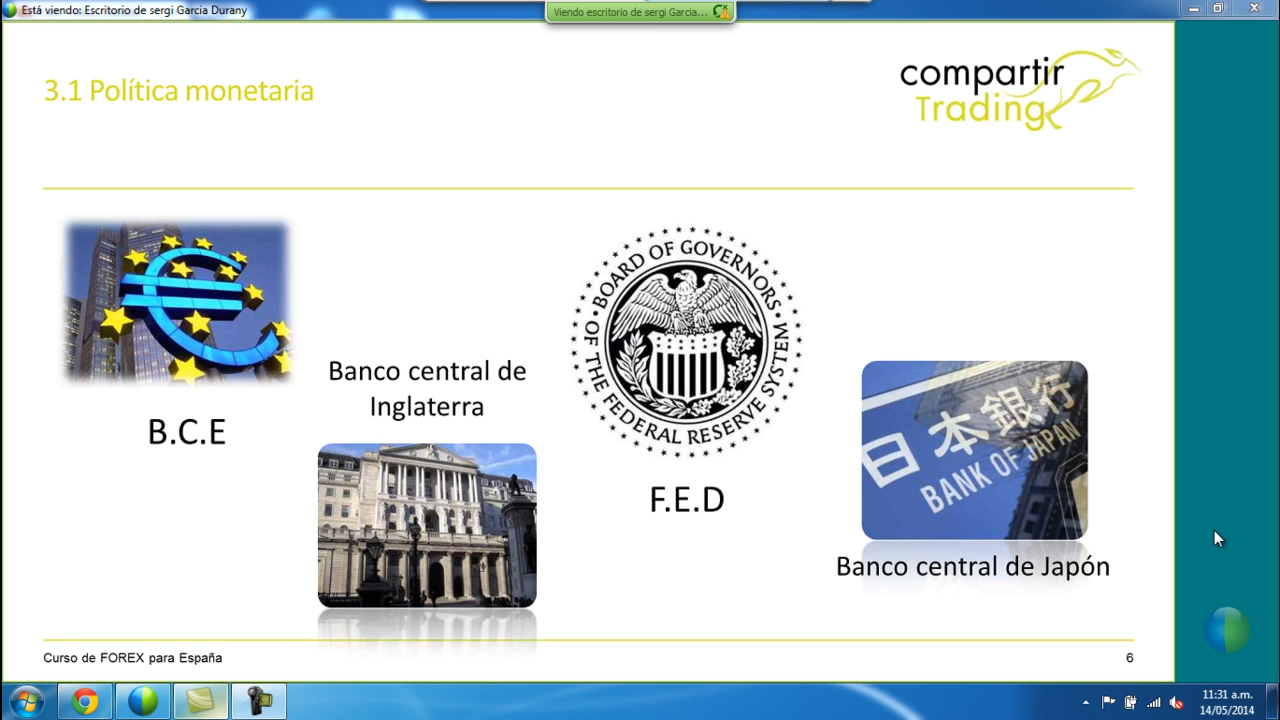 Está viendo: Escritorio de sergi Garcia Durany
Viendo escritorio de sergi Garcia...
3.1 Política monetaria
compartir
Trading
B.C.E
Banco central de
Inglaterra
BOARD OF GOVERNORS
OF THE FEDERAL RESERVE SYSTEM
F.E.D
日本銀行
BANK OF JAPAN
Banco central de Japón
Curso de FOREX para España
6
11:31 a.m.
14/05/2014